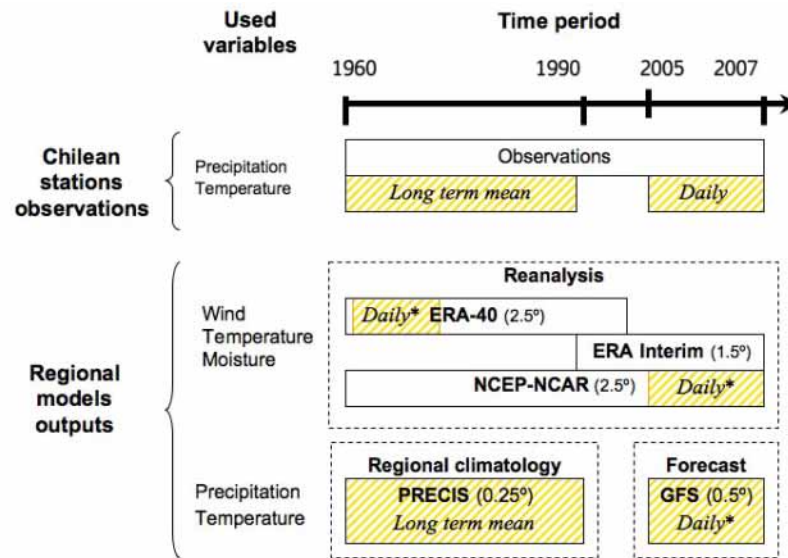 Used
variables
Time period
1960 1990 2005 2007
Chilean
stations
observations
Precipitation
Temperature
Observations
Long term mean
Daily
Regional
models
outputs
Wind
Temperature
Moisture
Reanalysis
Daily* ERA-40 (2.5º)
ERA Interim (1.5º)
NCEP-NCAR (2.5º) Daily*
Precipitation
Temperature
Regional climatology
PRECIS (0.25º)
Long term mean
Forecast
GFS (0.5º)
Daily*